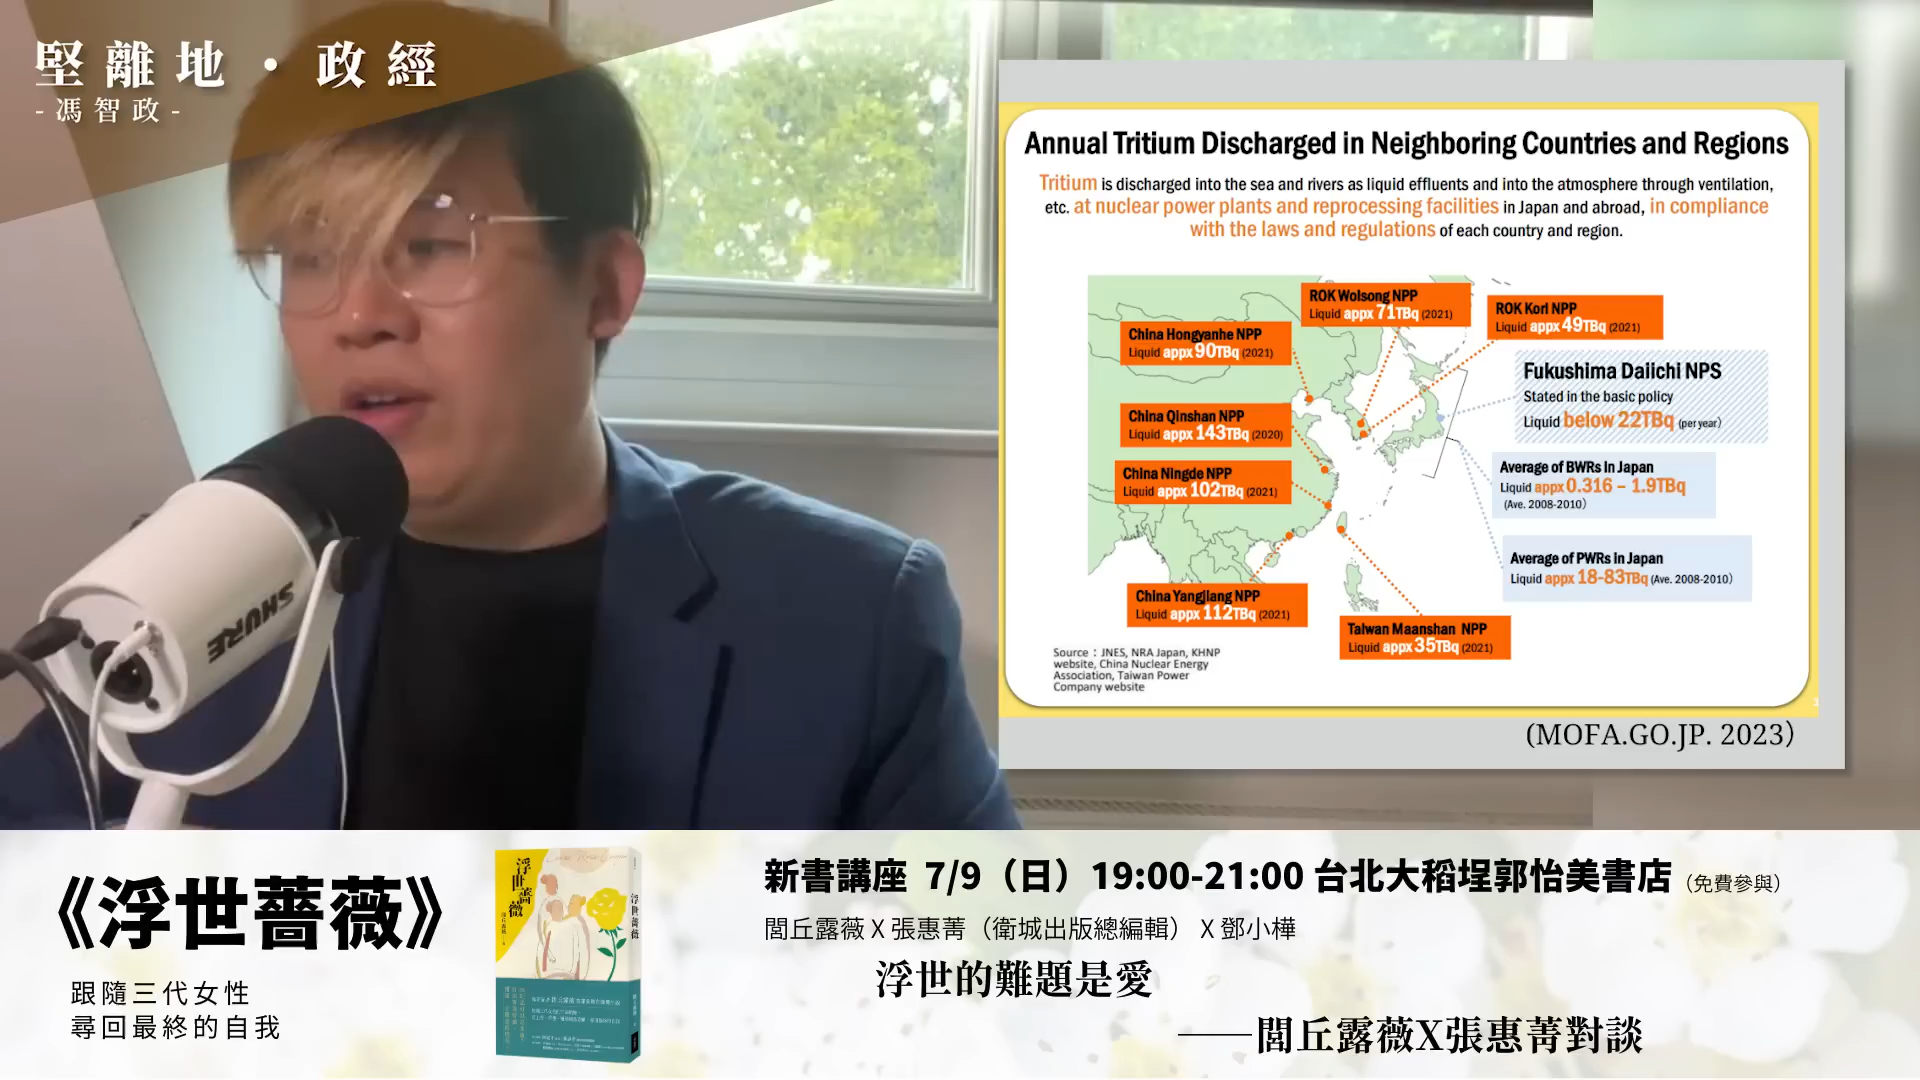 堅離地・政經
-馮智政-
Annual Tritium Discharged in Neighboring Countries and Regions
Tritium is discharged into the sea and rivers as liquid effluents and into the atmosphere through ventilation,
etc. at nuclear power plants and reprocessing facilities in Japan and abroad, in compliance
with the laws and regulations of each country and region.
ROK Wolsong NPP
Liquid appx 71TBq (2021)
ROK Kori NPP
Liquid appx 49TBq (2021)
China Hongyanhe NPP
Liquid appx 90TBq (2021)
Fukushima Daiichi NPS
Stated in the basic policy
Liquid below 22TBq (per year)
China Qinshan NPP
Liquid appx 143TBq (2020)
China Ningde NPP
Liquid appx 102TBq (2021)
Average of BWRs in Japan
Liquid appx 0.316 – 1.9TBq
(Ave. 2008-2010)
Average of PWRs in Japan
Liquid appx 18-83TBq (Ave. 2008-2010)
China Yangjiang NPP
Liquid appx 112TBq (2021)
Taiwan Maanshan NPP
Liquid appx 35TBq (2021)
Source：JNES, NRA Japan, KHNP
website, China Nuclear Energy
Association, Taiwan Power
Company website
(MOFA.GO.JP. 2023)
SHURE
《浮世薔薇》
跟隨三代女性
尋回最終的自我
浮世薔薇
浮世薔薇
新書講座 7/9（日）19:00-21:00 台北大稻埕郭怡美書店（免費參與）
閭丘露薇 X 張惠菁（衛城出版總編輯） X 鄧小樺
浮世的難題是愛
——閭丘露薇X張惠菁對談